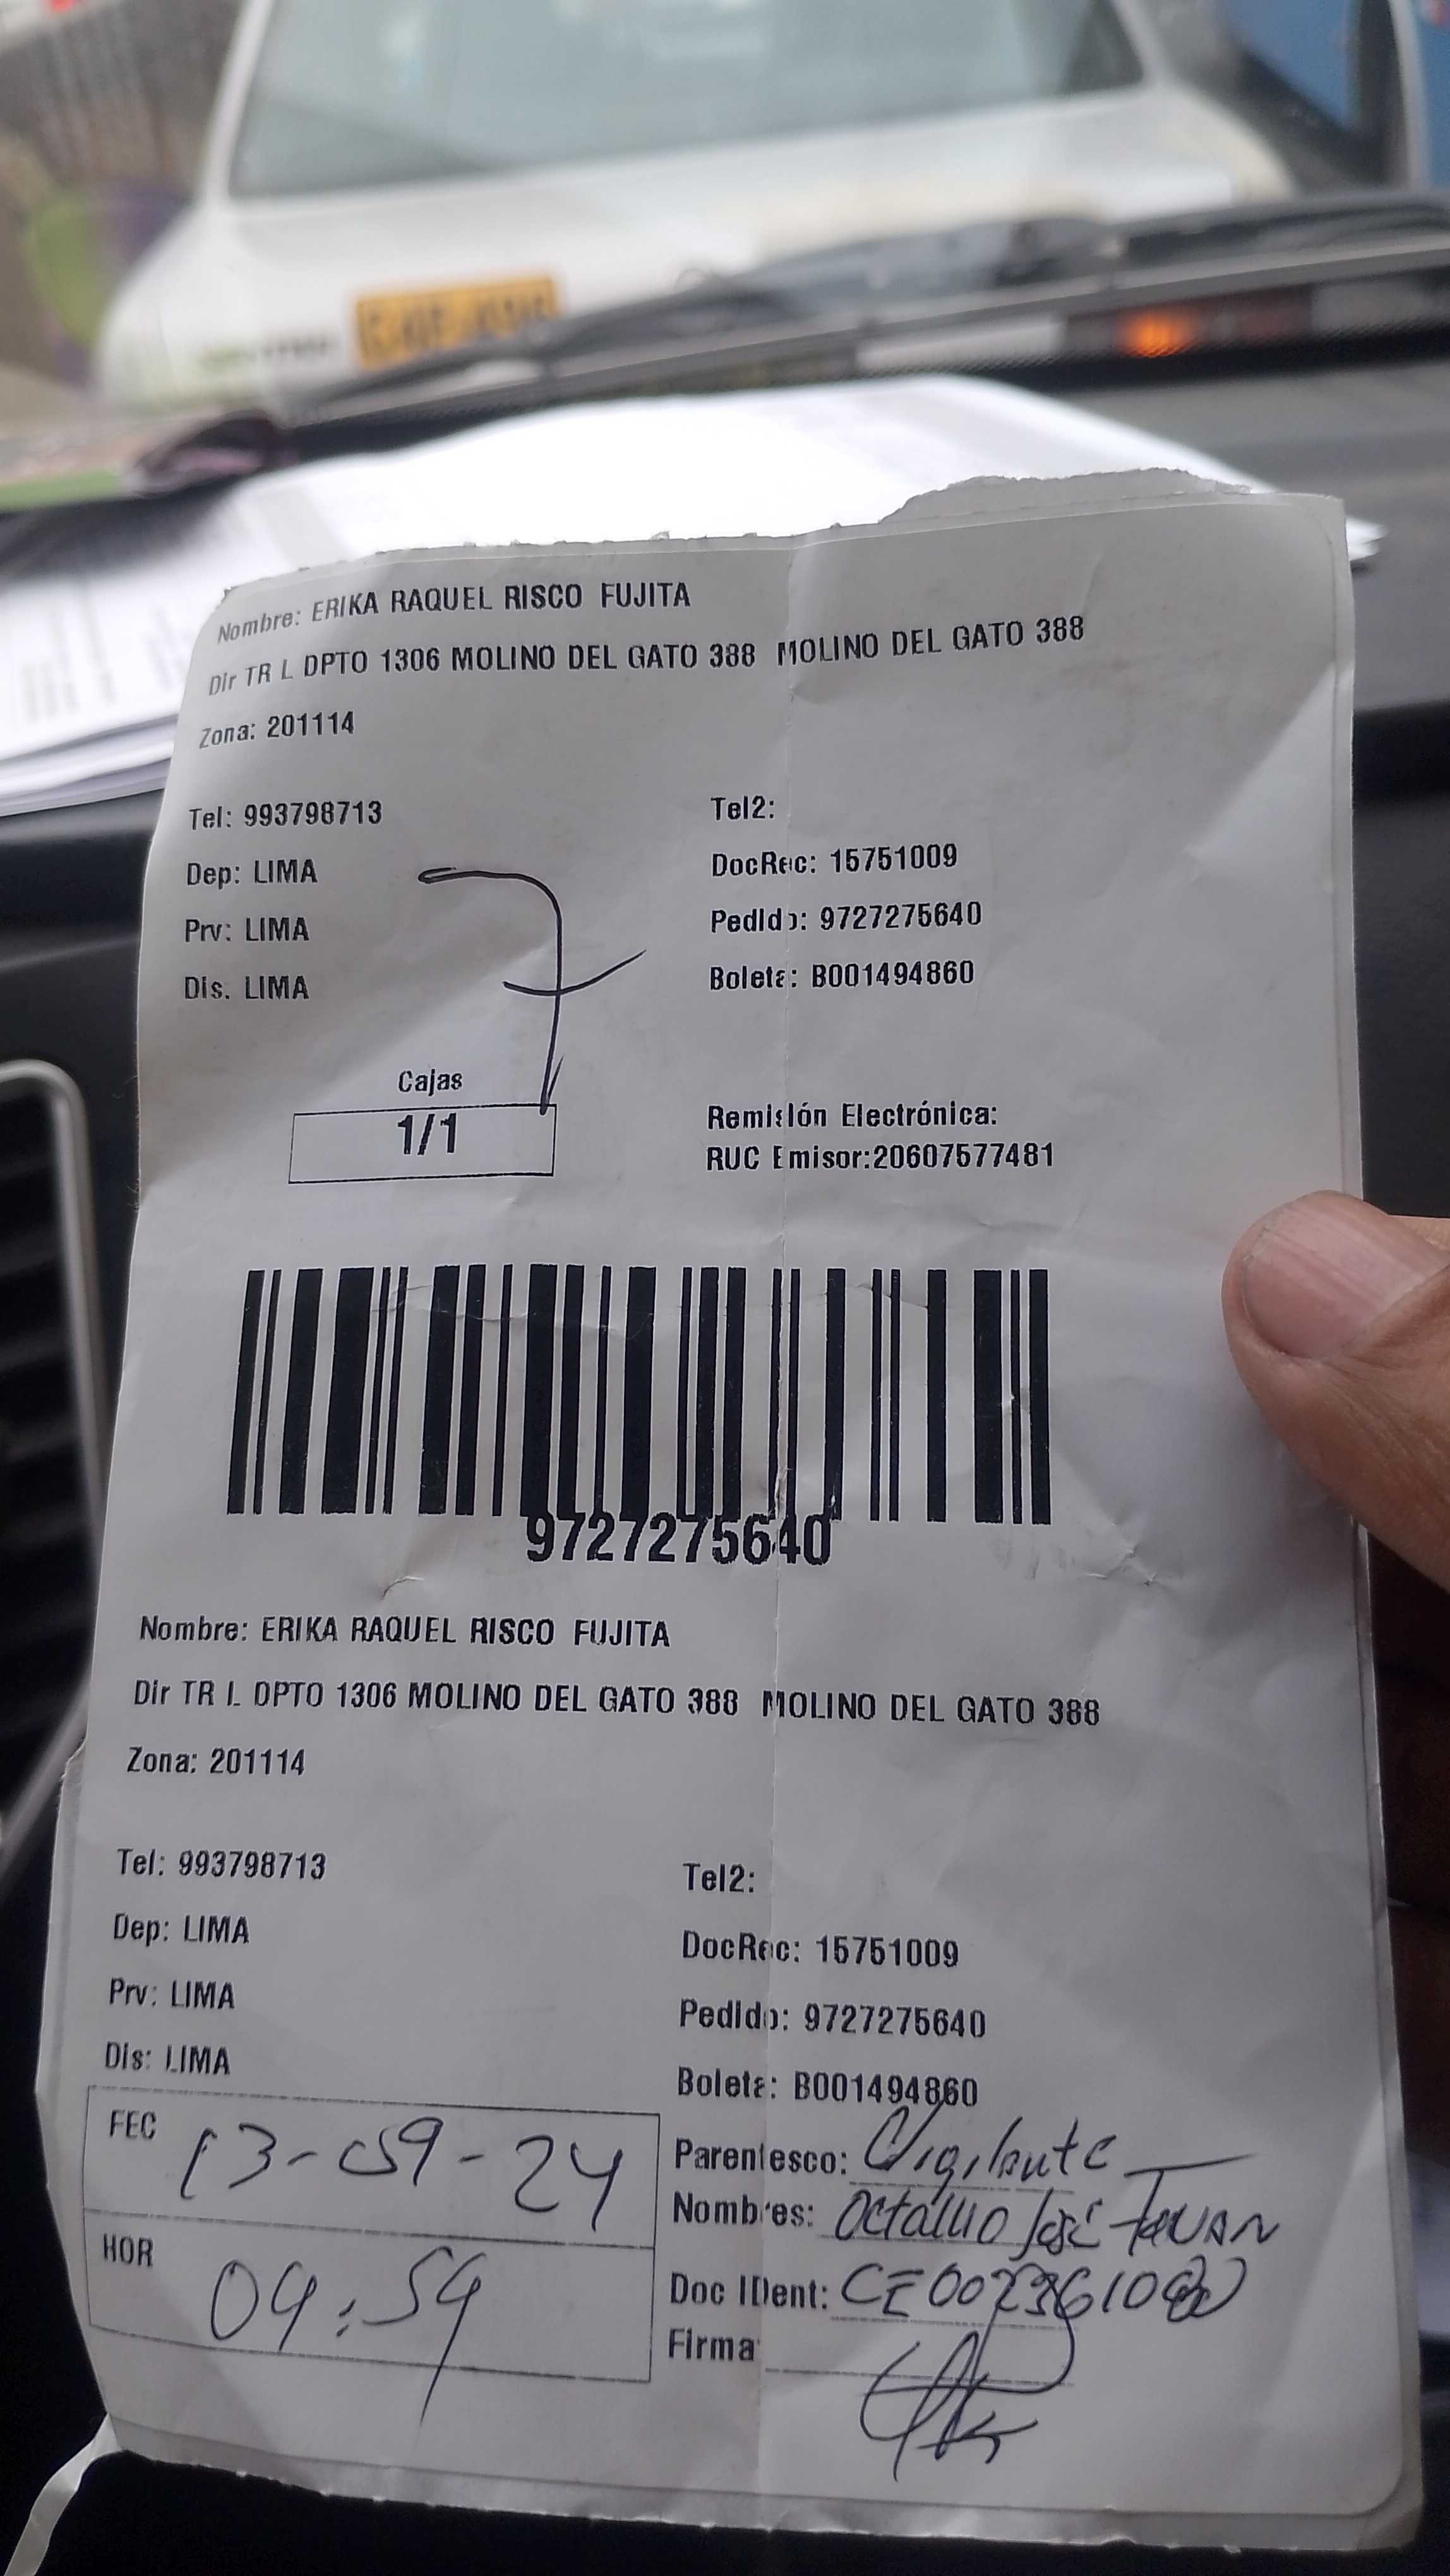 Nombre: ERIKA RAQUEL RISCO FUJITA
Dir TR L DPTO 1306 MOLINO DEL GATO 388 MOLINO DEL GATO 388
Zona: 201114
Tel: 993798713 Tel2:
Dep: LIMA DocRec: 15751009
Prv: LIMA Pedido: 9727275640
Dis. LIMA Boleta: B001494860
7
Cajas
1/1
Remisión Electrónica:
RUC Emisor:20607577481
9727275640
Nombre: ERIKA RAQUEL RISCO FUJITA
Dir TR L DPTO 1306 MOLINO DEL GATO 388 MOLINO DEL GATO 388
Zona: 201114
Tel: 993798713 Tel2:
Dep: LIMA DocRec: 15751009
Prv: LIMA Pedido: 9727275640
Dis: LIMA Boleta: B001494860
FEC 13-09-24 Parentesco: Vigilante
Nombres: José
HOR 09:59 Doc IDent:
Firma